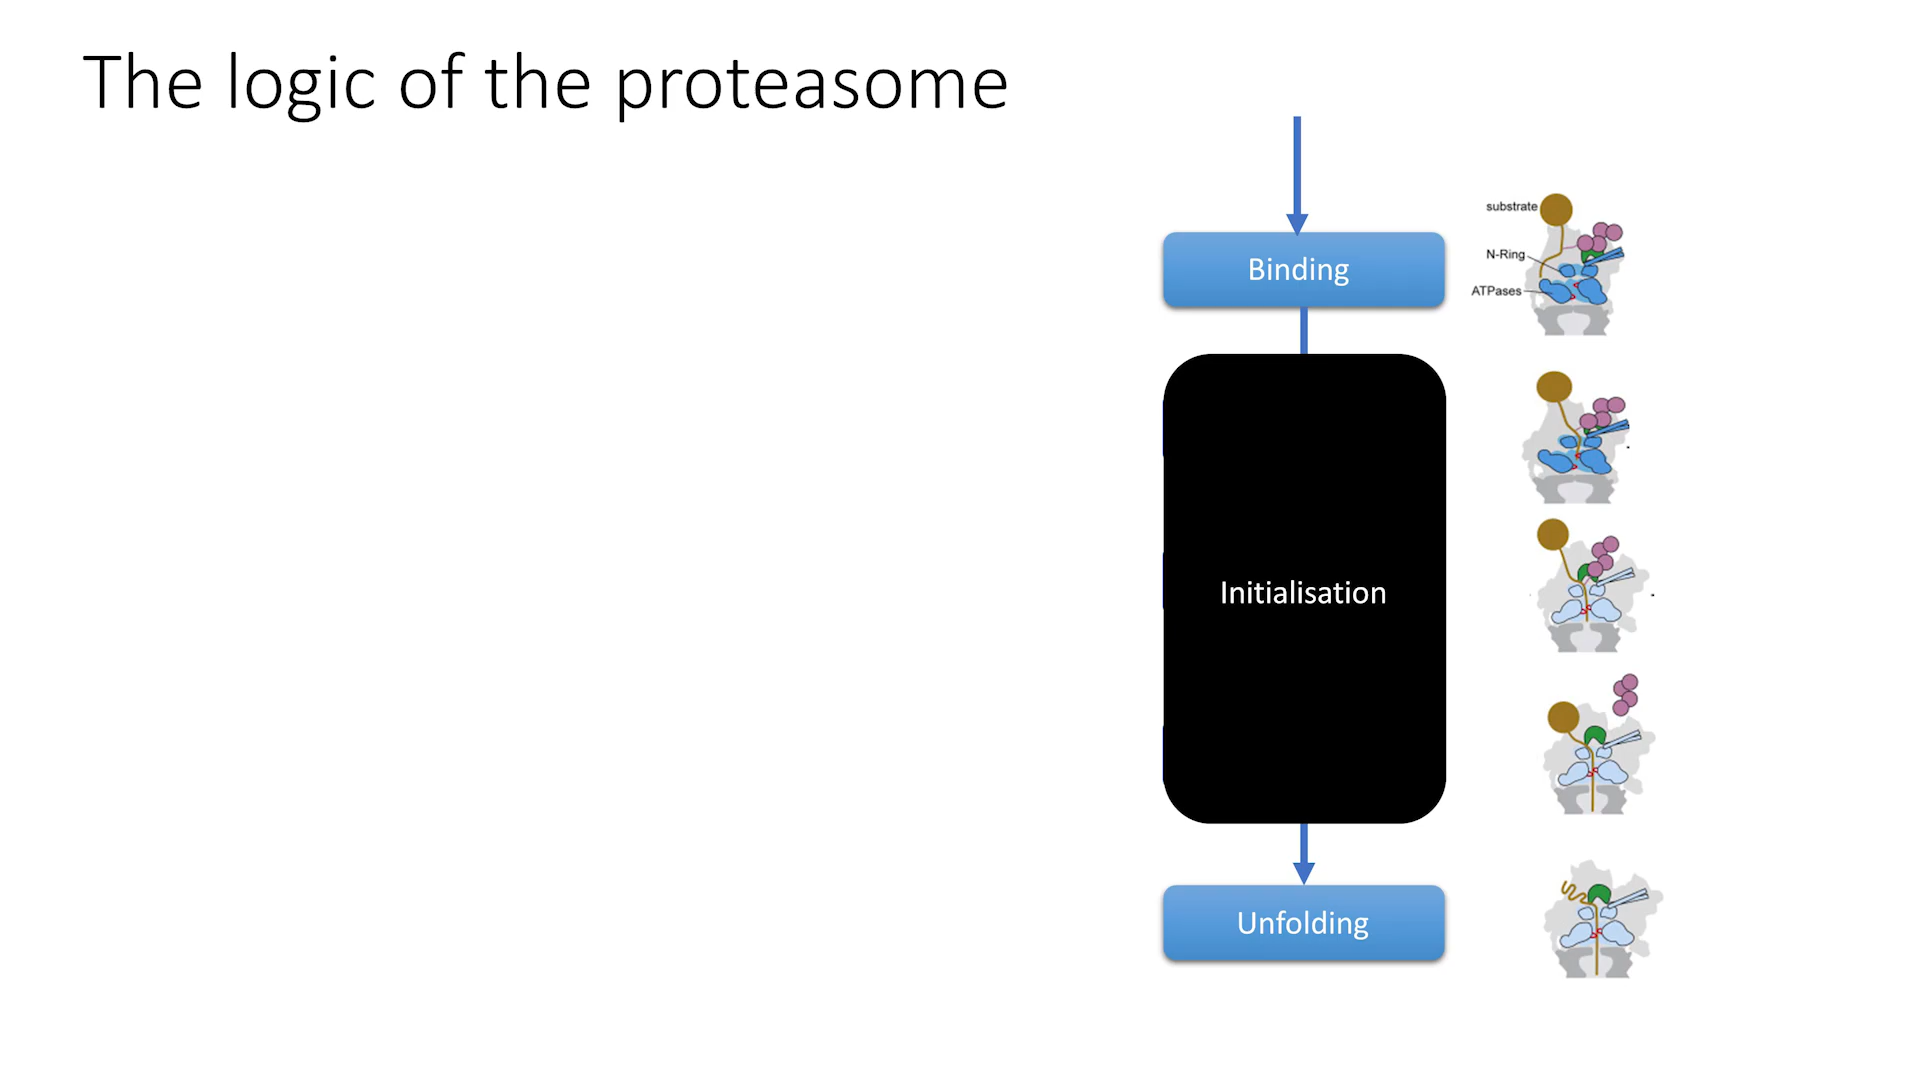 The logic of the proteasome
substrate
N-Ring
Binding
ATPases
Initialisation
Unfolding